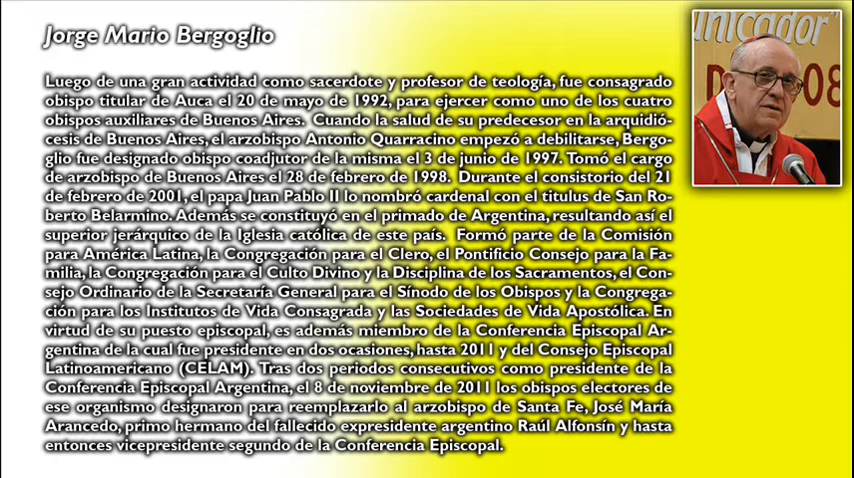 Jorge Mario Bergoglio
unicador"
D 08
Luego de una gran actividad como sacerdote y profesor de teología, fue consagrado
obispo titular de Auca el 20 de mayo de 1992, para ejercer como uno de los cuatro
obispos auxiliares de Buenos Aires. Cuando la salud de su predecesor en la arquidió-
cesis de Buenos Aires, el arzobispo Antonio Quarracino empezó a debilitarse, Bergo-
glio fue designado obispo coadjutor de la misma el 3 de junio de 1997. Tomó el cargo
de arzobispo de Buenos Aires el 28 de febrero de 1998. Durante el consistorio del 21
de febrero de 2001, el papa Juan Pablo II lo nombró cardenal con el titulus de San Ro-
berto Belarmino. Además se constituyó en el primado de Argentina, resultando así el
superior jerárquico de la Iglesia católica de este país. Formó parte de la Comisión
para América Latina, la Congregación para el Clero, el Pontificio Consejo para la Fa-
milia, la Congregación para el Culto Divino y la Disciplina de los Sacramentos, el Con-
sejo Ordinario de la Secretaría General para el Sínodo de los Obispos y la Congrega-
ción para los Institutos de Vida Consagrada y las Sociedades de Vida Apostólica. En
virtud de su puesto episcopal, es además miembro de la Conferencia Episcopal Ar-
gentina de la cual fue presidente en dos ocasiones, hasta 2011 y del Consejo Episcopal
Latinoamericano (CELAM). Tras dos periodos consecutivos como presidente de la
Conferencia Episcopal Argentina, el 8 de noviembre de 2011 los obispos electores de
ese organismo designaron para reemplazarlo al arzobispo de Santa Fe, José María
Arancedo, primo hermano del fallecido expresidente argentino Raúl Alfonsín y hasta
entonces vicepresidente segundo de la Conferencia Episcopal.